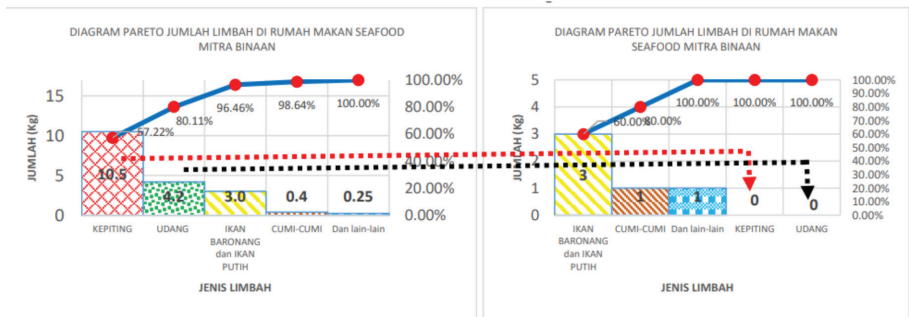 DIAGRAM PARETO JUMLAH LIMBAH DI RUMAH MAKAN SEAFOOD
MITRA BINAAN
JUMLAH (Kg)
15
10
5
0
57.22%
80.11%
96.46%
98.64%
100.00%
10.5
4.2
3.0
0.4
0.25
100.00%
80.00%
60.00%
40.00%
20.00%
0.00%
KEPITING
UDANG
IKAN
BARONANG
dan IKAN
PUTIH
CUMI-CUMI
Dan lain-lain
JENIS LIMBAH
DIAGRAM PARETO JUMLAH LIMBAH DI RUMAH MAKAN
SEAFOOD MITRA BINAAN
JUMLAH (Kg)
5
4
3
2
1
0
60.00%
80.00%
100.00%
100.00%
100.00%
3
1
1
0
0
100.00%
90.00%
80.00%
70.00%
60.00%
50.00%
40.00%
30.00%
20.00%
10.00%
0.00%
IKAN
BARONANG
dan IKAN
PUTIH
CUMI-CUMI
Dan lain-lain
KEPITING
UDANG
JENIS LIMBAH